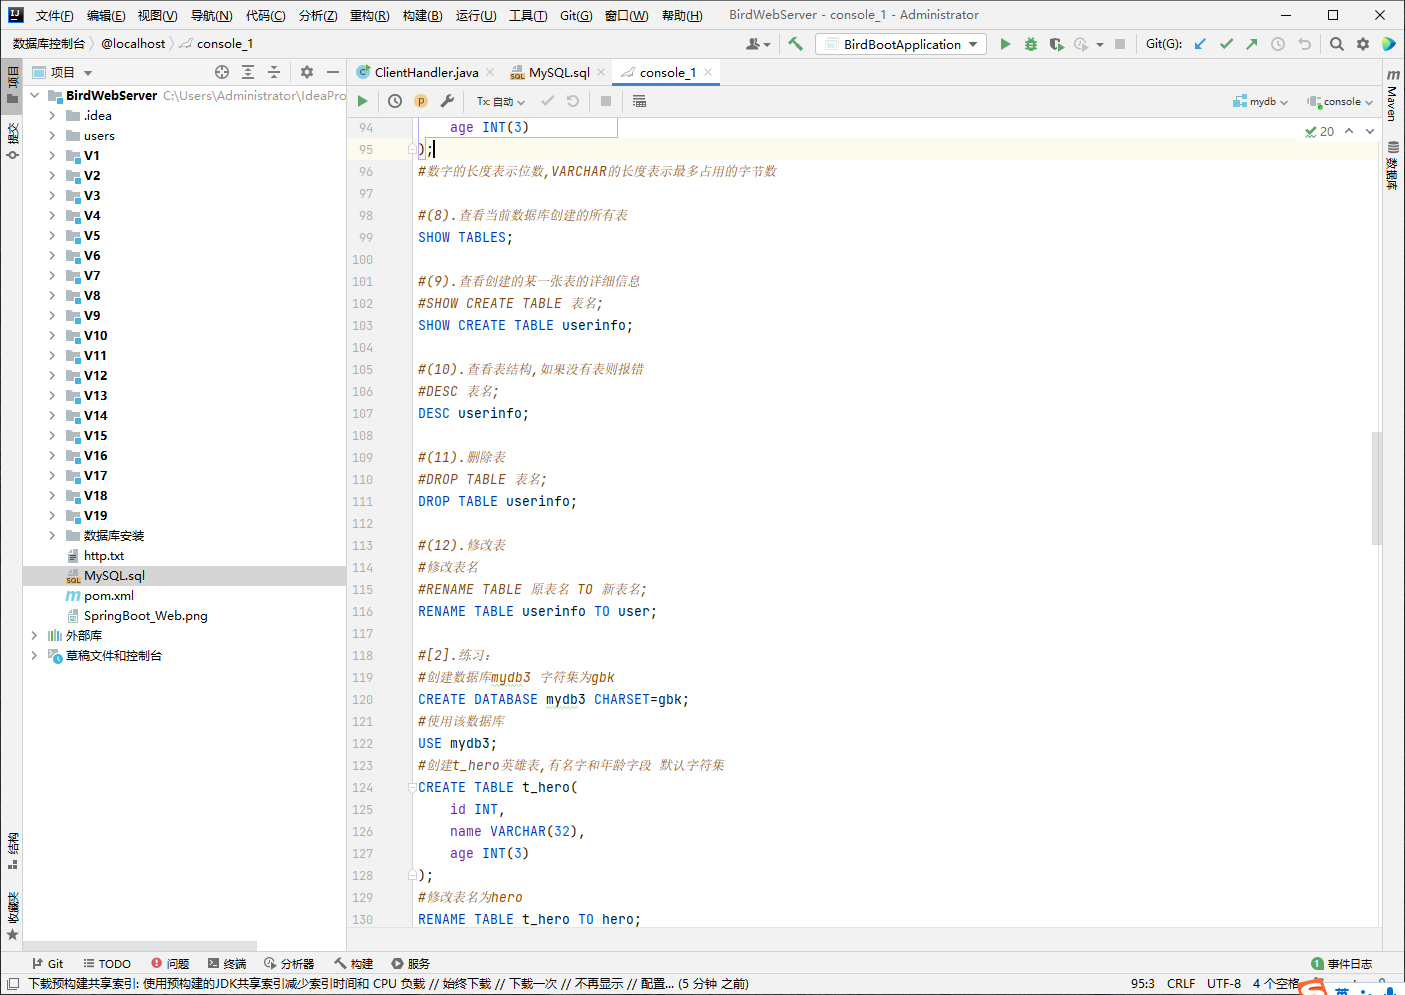 文件(F) 编辑(E) 视图(V) 导航(N) 代码(C) 分析(Z) 重构(R) 构建(B) 运行(U) 工具(T) Git(G) 窗口(W) 帮助(H) BirdWebServer - console_1 - Administrator
数据库控制台 @localhost console_1 BirdBootApplication Git(G):
项目 ClientHandler.java MySQL.sql console_1
Tx: 自动 mydb console
项目
提交
结构
收藏夹
BirdWebServer C:\Users\Administrator\IdeaPro
.idea
users
V1
V2
V3
V4
V5
V6
V7
V8
V9
V10
V11
V12
V13
V14
V15
V16
V17
V18
V19
数据库安装
http.txt
MySQL.sql
pom.xml
SpringBoot_Web.png
外部库
草稿文件和控制台
20
94 age INT(3)
95 );
96 #数字的长度表示位数,VARCHAR的长度表示最多占用的字节数
97
98 #(8).查看当前数据库创建的所有表
99 SHOW TABLES;
100
101 #(9).查看创建的某一张表的详细信息
102 #SHOW CREATE TABLE 表名;
103 SHOW CREATE TABLE userinfo;
104
105 #(10).查看表结构,如果没有表则报错
106 #DESC 表名;
107 DESC userinfo;
108
109 #(11).删除表
110 #DROP TABLE 表名;
111 DROP TABLE userinfo;
112
113 #(12).修改表
114 #修改表名
115 #RENAME TABLE 原表名 TO 新表名;
116 RENAME TABLE userinfo TO user;
117
118 #[2].练习:
119 #创建数据库mydb3 字符集为gbk
120 CREATE DATABASE mydb3 CHARSET=gbk;
121 #使用该数据库
122 USE mydb3;
123 #创建t_hero英雄表,有名字和年龄字段 默认字符集
124 CREATE TABLE t_hero(
125 id INT,
126 name VARCHAR(32),
127 age INT(3)
128 );
129 #修改表名为hero
130 RENAME TABLE t_hero TO hero;
m Maven
数据库
Git TODO 问题 终端 分析器 构建 服务 1 事件日志
下载预构建共享索引: 使用预构建的JDK共享索引减少索引时间和 CPU 负载 // 始终下载 // 下载一次 // 不再显示 // 配置... (5 分钟 之前) 95:3 CRLF UTF-8 4 个空格
英